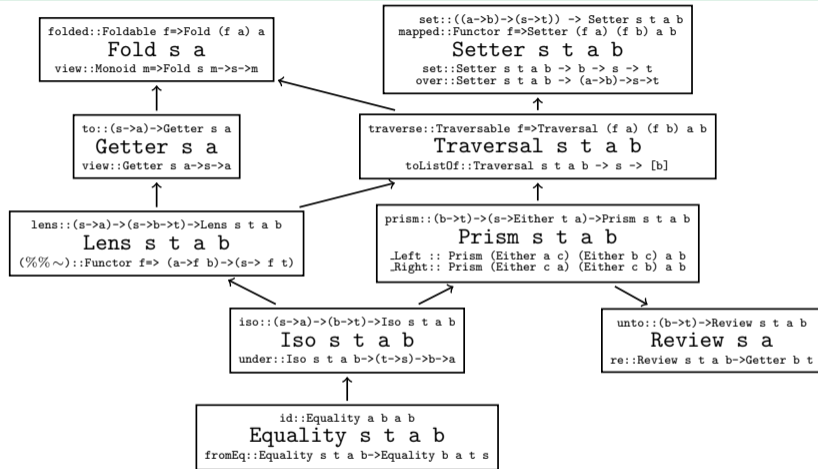 folded::Foldable f=>Fold (f a) a
Fold s a
view::Monoid m=>Fold s m->s->m
set::((a->b)->(s->t)) -> Setter s t a b
mapped::Functor f=>Setter (f a) (f b) a b
Setter s t a b
set::Setter s t a b -> b -> s -> t
over::Setter s t a b -> (a->b)->s->t
to::(s->a)->Getter s a
Getter s a
view::Getter s a->s->a
traverse::Traversable f=>Traversal (f a) (f b) a b
Traversal s t a b
toListOf::Traversal s t a b -> s -> [b]
lens::(s->a)->(s->b->t)->Lens s t a b
Lens s t a b
(%%~)::Functor f=> (a->f b)->(s-> f t)
prism::(b->t)->(s->Either t a)->Prism s t a b
Prism s t a b
_Left :: Prism (Either a c) (Either b c) a b
_Right:: Prism (Either c a) (Either c b) a b
iso::(s->a)->(b->t)->Iso s t a b
Iso s t a b
under::Iso s t a b->(t->s)->b->a
unto::(b->t)->Review s t a b
Review s a
re::Review s t a b->Getter b t
id::Equality a b a b
Equality s t a b
fromEq::Equality s t a b->Equality b a t s